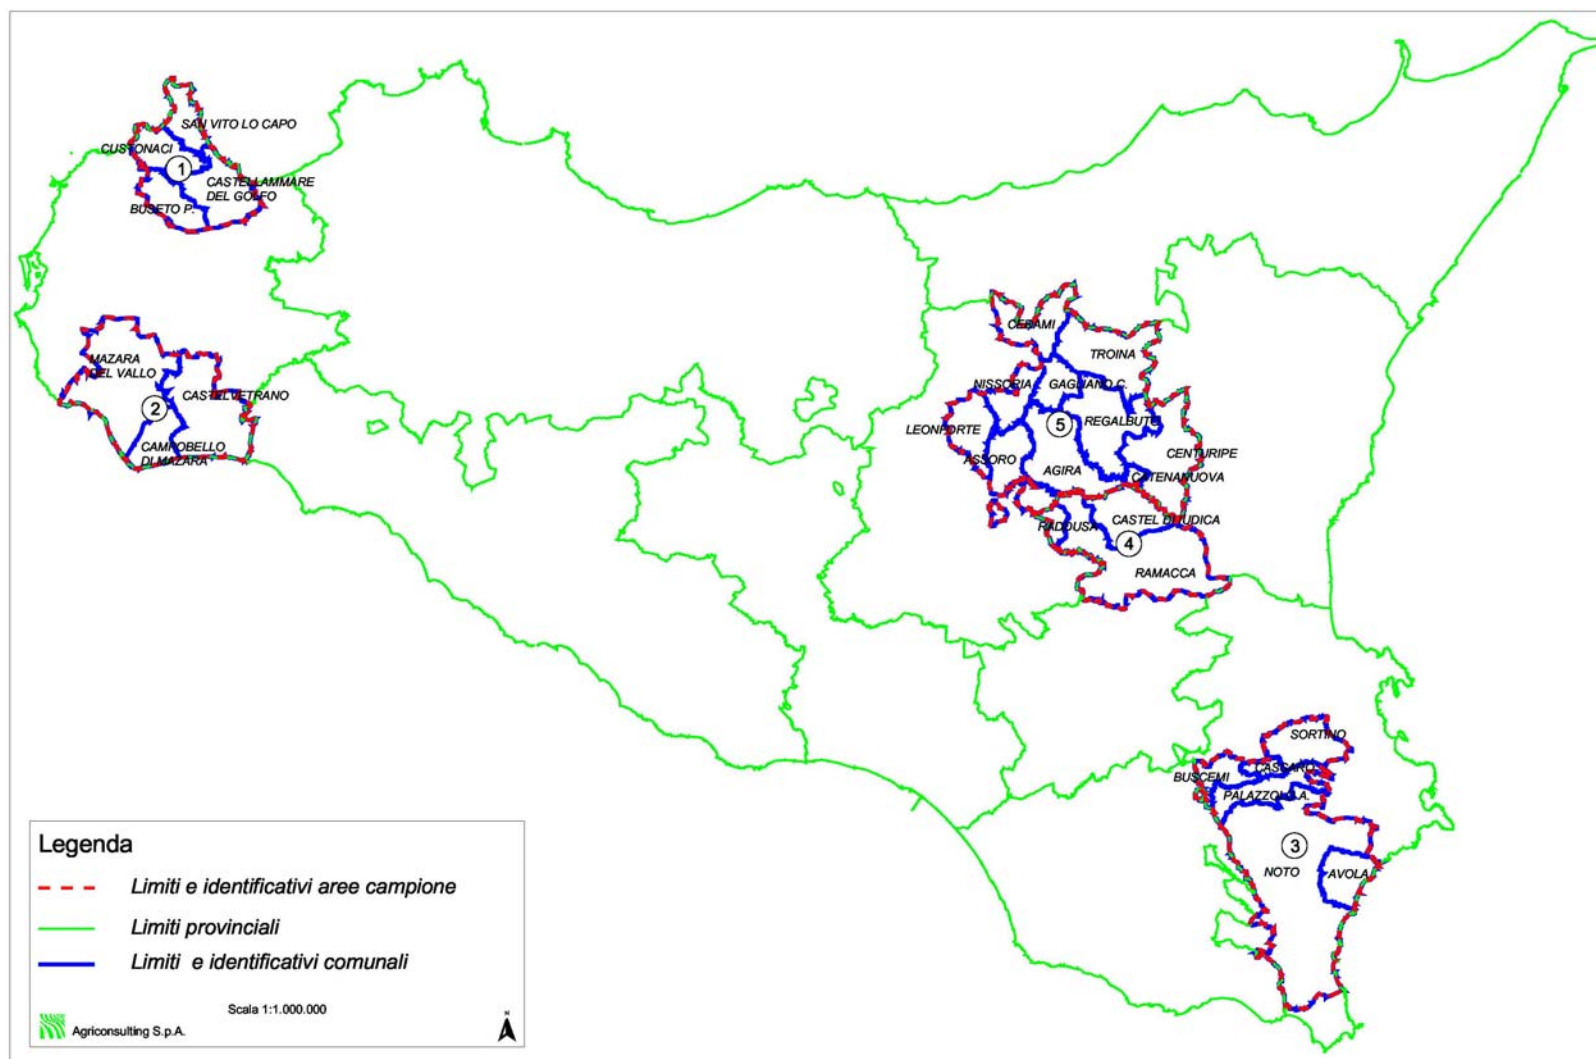 SAN VITO LO CAPO
CUSTONACI
1
CASTELLAMMARE
DEL GOLFO
BUSETO P.
MAZARA
DEL VALLO
CASTELVETRANO
2
CAMPOBELLO
DI MAZARA
CERAMI
TROINA
NISSORIA
GAGLIANO C.
LEONFORTE
5
REGALBUTO
ASSORO
CENTURIPE
AGIRA
CATENANUOVA
RADDUSA
CASTEL DI IUDICA
4
RAMACCA
SORTINO
BUSCEMI
CASSARO
PALAZZOLO A.
3
NOTO
AVOLA
Legenda
Limiti e identificativi aree campione
Limiti provinciali
Limiti e identificativi comunali
Scala 1:1.000.000
Agriconsulting S.p.A.
N